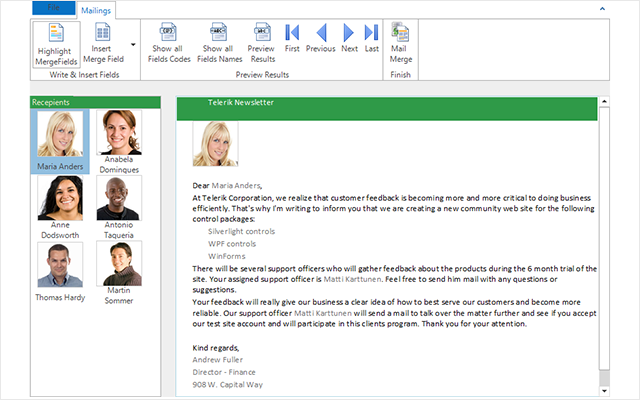 File
Mailings
Highlight
MergeFields
Insert
Merge Field
Write & Insert Fields
Show all
Fields Codes
Show all
Fields Names
Preview
Results
First
Previous
Next
Last
Preview Results
Mail
Merge
Finish
Recepients
Maria Anders
Anabela
Domingues
Anne
Dodsworth
Antonio
Taqueria
Thomas Hardy
Martin
Sommer
Telerik Newsletter
Dear Maria Anders,
At Telerik Corporation, we realize that customer feedback is becoming more and more critical to doing business
efficiently. That's why I'm writing to inform you that we are creating a new community web site for the following
control packages:
Silverlight controls
WPF controls
WinForms
There will be several support officers who will gather feedback about the products during the 6 month trial of the
site. Your assigned support officer is Matti Karttunen. Feel free to send him mail with any questions or
suggestions.
Your feedback will really give our business a clear idea of how to best serve our customers and become more
reliable. Our support officer Matti Karttunen will send a mail to talk over the matter further and see if you accept
our test site account and will participate in this clients program. Thank you for your attention.
Kind regards,
Andrew Fuller
Director - Finance
908 W. Capital Way